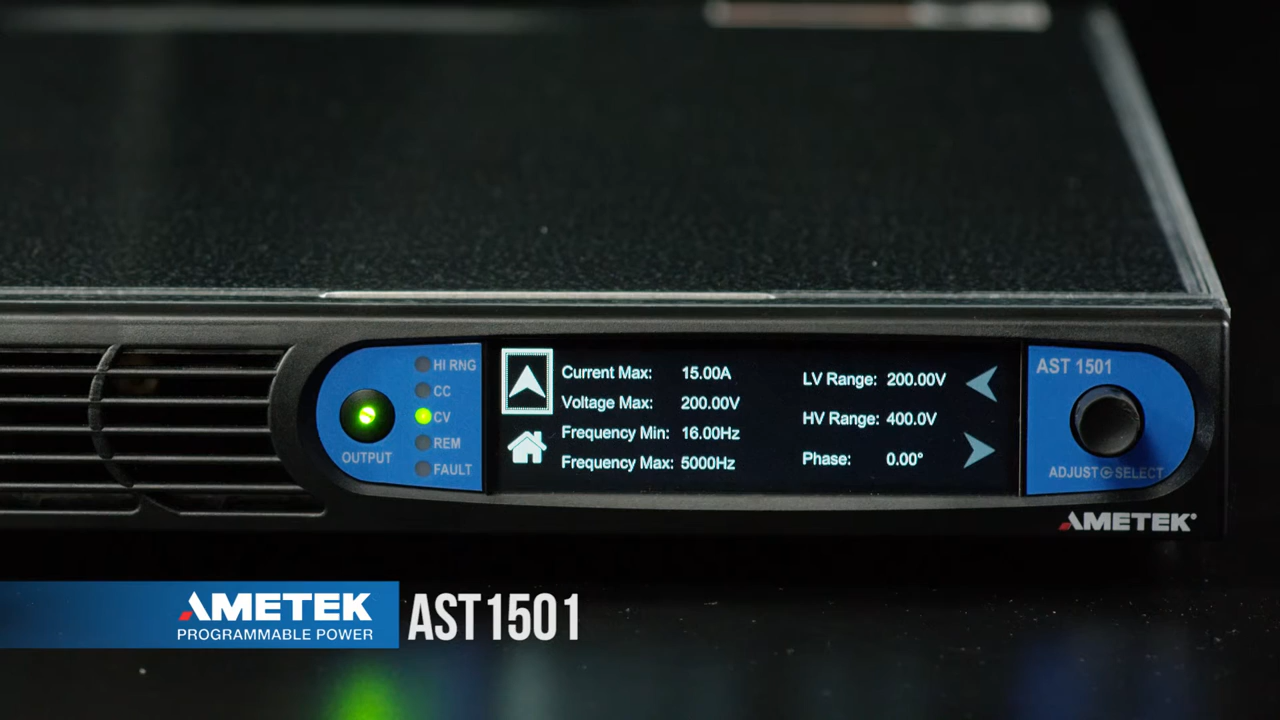 HI RNG
CC
CV
REM
FAULT
OUTPUT
Current Max: 15.00A
Voltage Max: 200.00V
Frequency Min: 16.00Hz
Frequency Max: 5000Hz
LV Range: 200.00V
HV Range: 400.0V
Phase: 0.00°
AST 1501
ADJUST SELECT
AMETEK®
AMETEK
PROGRAMMABLE POWER
AST1501